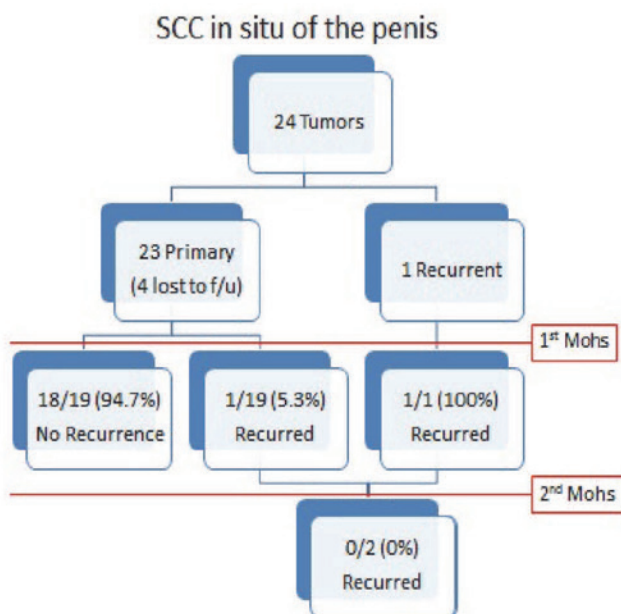 SCC in situ of the penis
24 Tumors
23 Primary
(4 lost to f/u)
1 Recurrent
1st Mohs
18/19 (94.7%)
No Recurrence
1/19 (5.3%)
Recurred
1/1 (100%)
Recurred
2nd Mohs
0/2 (0%)
Recurred